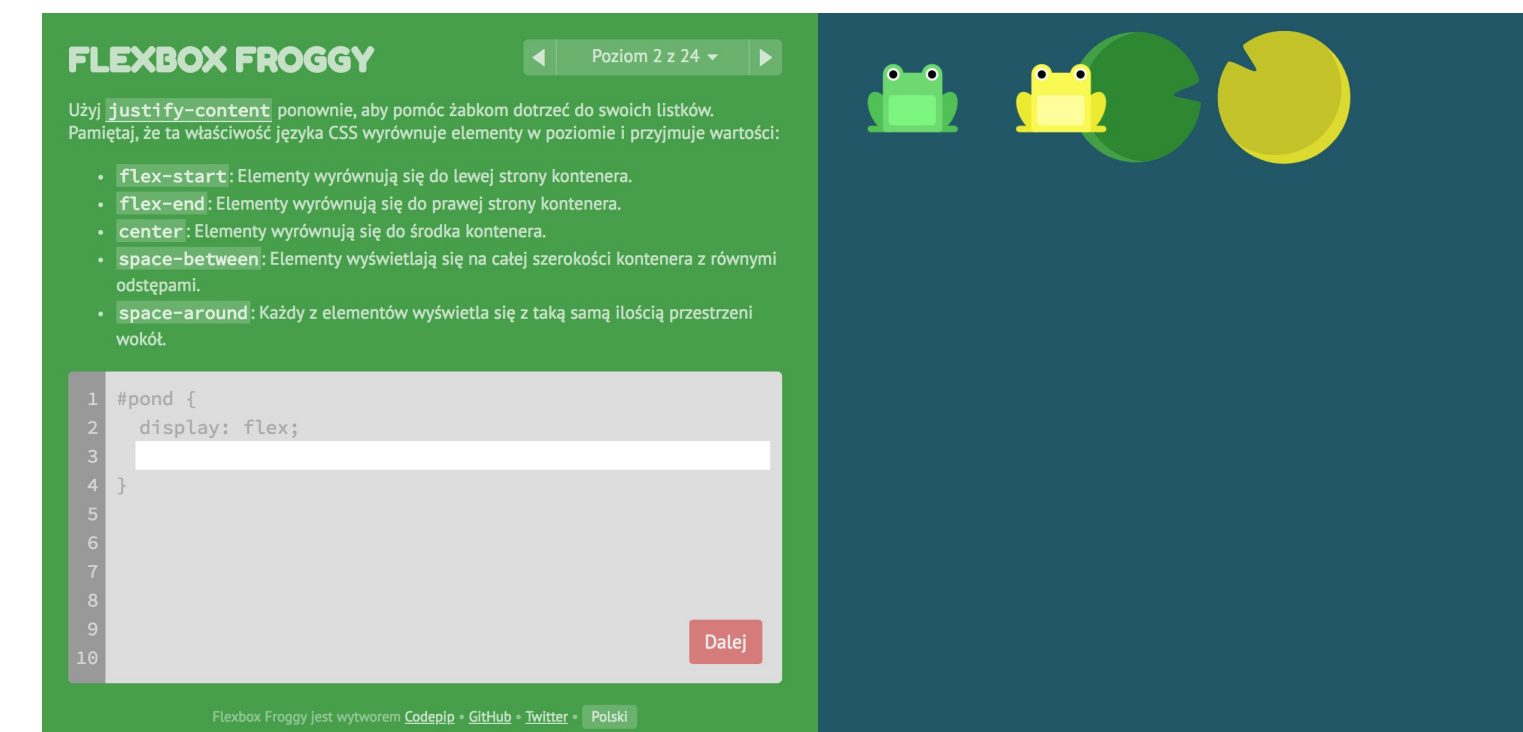 FLEXBOX FROGGY
Poziom 2 z 24
Użyj justify-content ponownie, aby pomóc żabkom dotrzeć do swoich listków.
Pamiętaj, że ta właściwość języka CSS wyrównuje elementy w poziomie i przyjmuje wartości:
• flex-start: Elementy wyrównują się do lewej strony kontenera.
• flex-end: Elementy wyrównują się do prawej strony kontenera.
• center: Elementy wyrównują się do środka kontenera.
• space-between: Elementy wyświetlają się na całej szerokości kontenera z równymi
odstępami.
• space-around: Każdy z elementów wyświetla się z taką samą ilością przestrzeni
wokół.
1 #pond {
2 display: flex;
3
4 }
5
6
7
8
9
10
Dalej
Flexbox Froggy jest wytworem Codepip • GitHub • Twitter • Polski